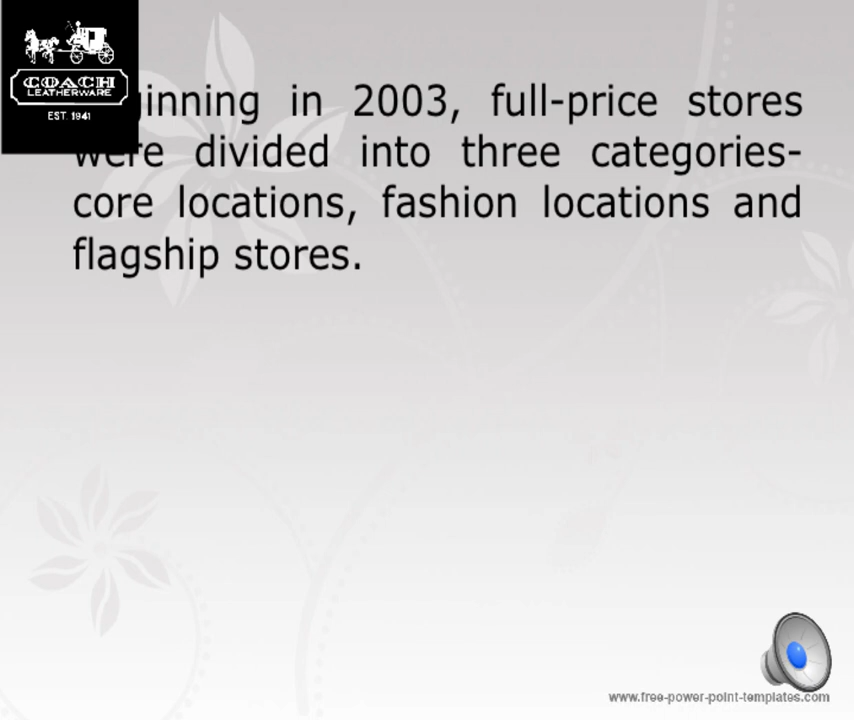 COACH
LEATHERWARE
EST. 1941
ginning in 2003, full-price stores
were divided into three categories-
core locations, fashion locations and
flagship stores.
www.free-power-point-templates.com